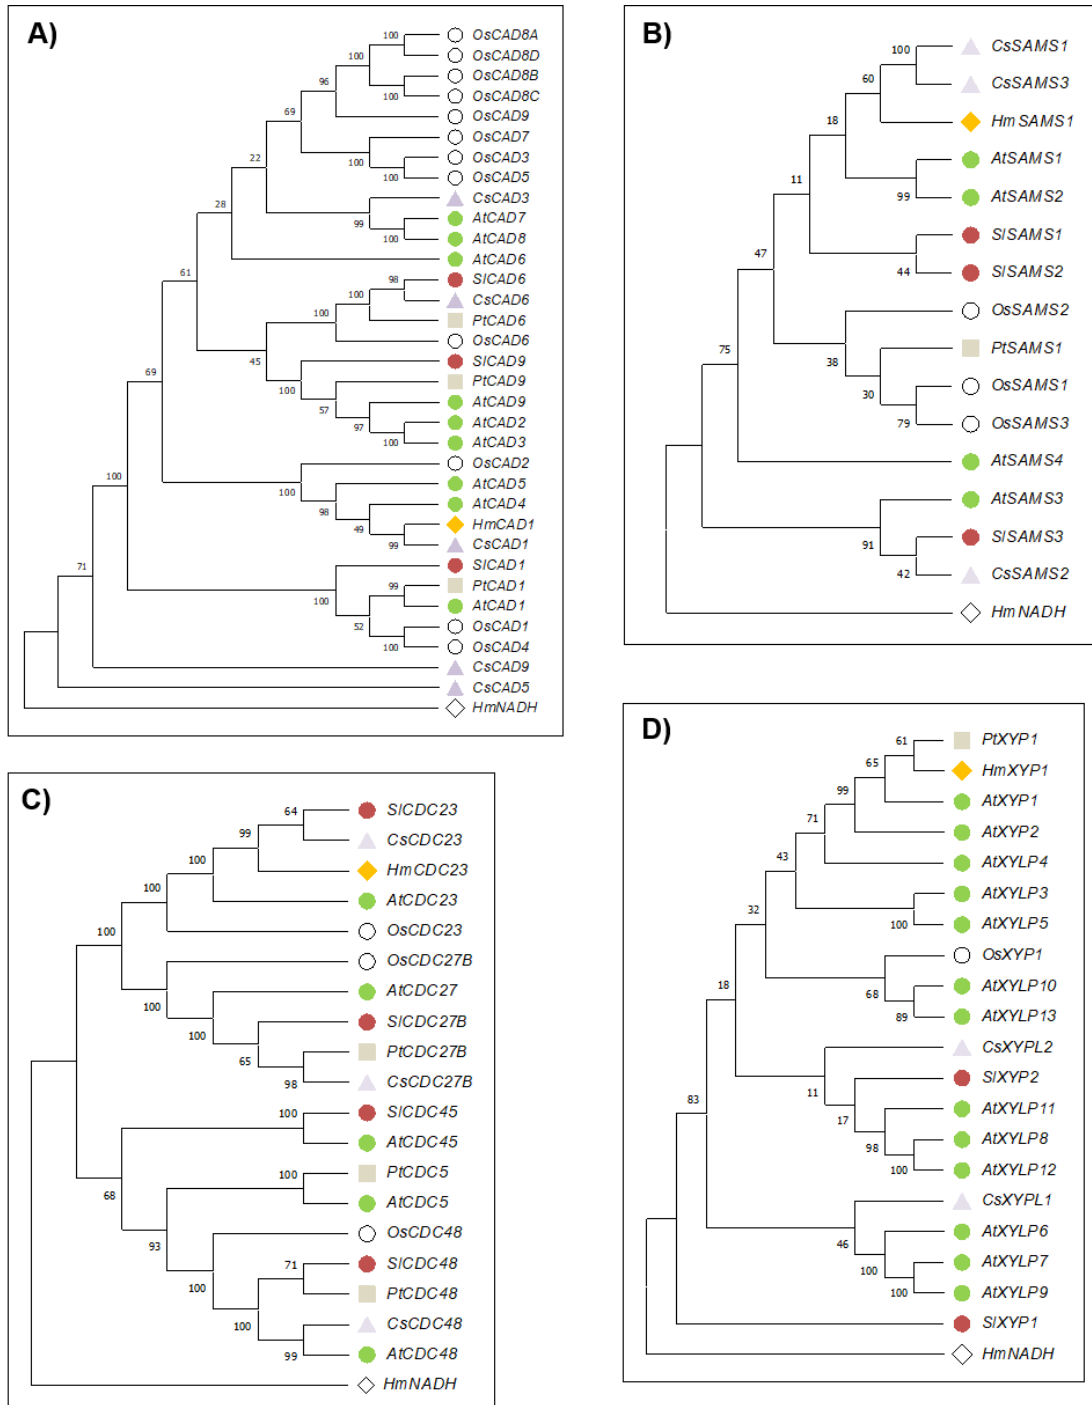 A)
100 OsCAD8A
100 OsCAD8D
96 OsCAD8B
100 OsCAD8C
69 OsCAD9
OsCAD7
22 OsCAD3
100 100 OsCAD5
28 CsCAD3
99 AtCAD7
100 AtCAD8
61 AtCAD6
98 SlCAD6
100 CsCAD6
100 PtCAD6
OsCAD6
45 SlCAD9
69 100 PtCAD9
57 AtCAD9
97 AtCAD2
100 AtCAD3
OsCAD2
100 100 AtCAD5
98 AtCAD4
49 HmCAD1
99 CsCAD1
71 SlCAD1
99 PtCAD1
100 AtCAD1
52 OsCAD1
100 OsCAD4
CsCAD9
CsCAD5
HmNADH
B)
100 CsSAMS1
60 CsSAMS3
18 HmSAMS1
AtSAMS1
11 99 AtSAMS2
SlSAMS1
47 44 SlSAMS2
OsSAMS2
75 38 PtSAMS1
30 OsSAMS1
79 OsSAMS3
AtSAMS4
AtSAMS3
91 SlSAMS3
42 CsSAMS2
HmNADH
C)
64 SlCDC23
99 CsCDC23
100 HmCDC23
100 AtCDC23
100 OsCDC23
OsCDC27B
100 AtCDC27
100 SlCDC27B
65 PtCDC27B
98 CsCDC27B
100 SlCDC45
AtCDC45
100 PtCDC5
68 AtCDC5
93 OsCDC48
71 SlCDC48
100 PtCDC48
100 CsCDC48
99 AtCDC48
HmNADH
D)
61 PtXYP1
65 HmXYP1
99 AtXYP1
71 AtXYP2
43 AtXYLP4
AtXYLP3
32 100 AtXYLP5
OsXYP1
18 68 AtXYLP10
89 AtXYLP13
CsXYPL2
11 SlXYP2
83 17 AtXYLP11
98 AtXYLP8
100 AtXYLP12
CsXYPL1
46 AtXYLP6
100 AtXYLP7
100 AtXYLP9
SlXYP1
HmNADH